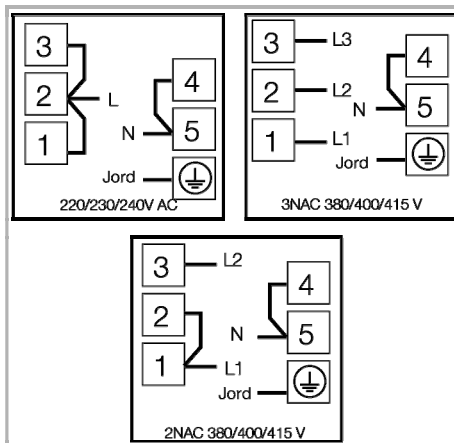 3
2 L
1
4
N 5
Jord
220/230/240V AC
3 L3
2 L2
1 L1
4
N 5
Jord
3NAC 380/400/415 V
3 L2
2
1 L1
4
N 5
Jord
2NAC 380/400/415 V